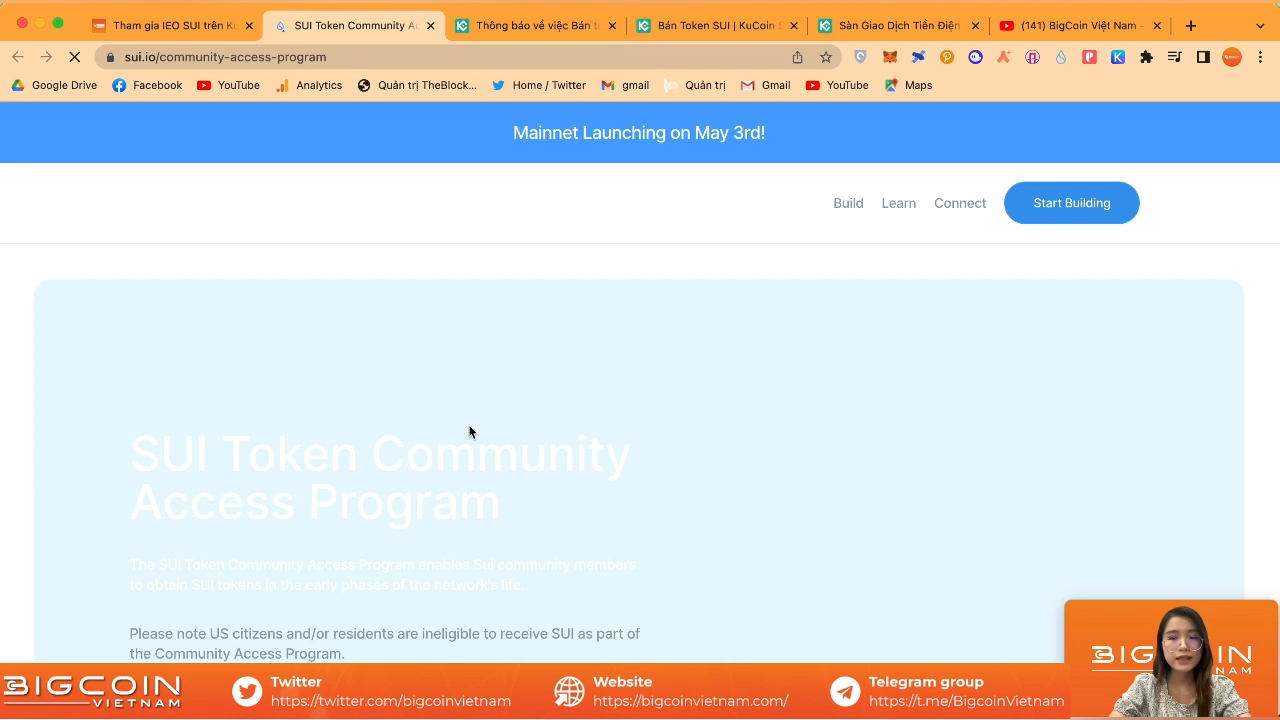 Tham gia IEO SUI trên Ku
SUI Token Community Ac
Thông báo về việc Bán t
Bán Token SUI | KuCoin S
Sàn Giao Dịch Tiền Điện
(141) BigCoin Việt Nam -
sui.io/community-access-program
Google Drive
Facebook
YouTube
Analytics
Quản trị TheBlock...
Home / Twitter
gmail
Quản trị
Gmail
YouTube
Maps
Mainnet Launching on May 3rd!
Build
Learn
Connect
Start Building
SUI Token Community
Access Program
The SUI Token Community Access Program enables Sui community members
to obtain SUI tokens in the early phases of the network's life.
Please note US citizens and/or residents are ineligible to receive SUI as part of
the Community Access Program.
BIGCOIN
VIETNAM
Twitter
https://twitter.com/bigcoinvietnam
Website
https://bigcoinvietnam.com/
Telegram group
https://t.me/BigcoinVietnam